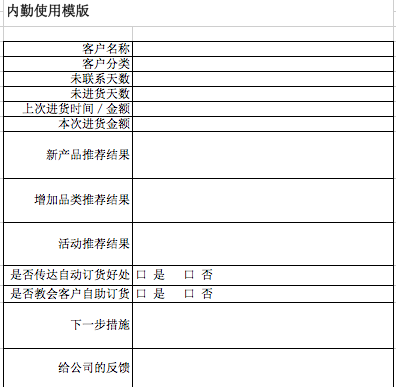 内勤使用模版
客户名称
客户分类
未联系天数
未进货天数
上次进货时间／金额
本次进货金额
新产品推荐结果
增加品类推荐结果
活动推荐结果
是否传达自动订货好处 口 是 口 否
是否教会客户自助订货 口 是 口 否
下一步措施
给公司的反馈